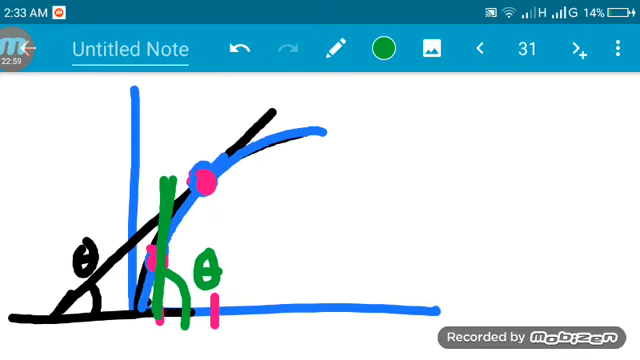 2:33 AM H G 14%
22:59 Untitled Note 31
θ
θ
Recorded by mobizen